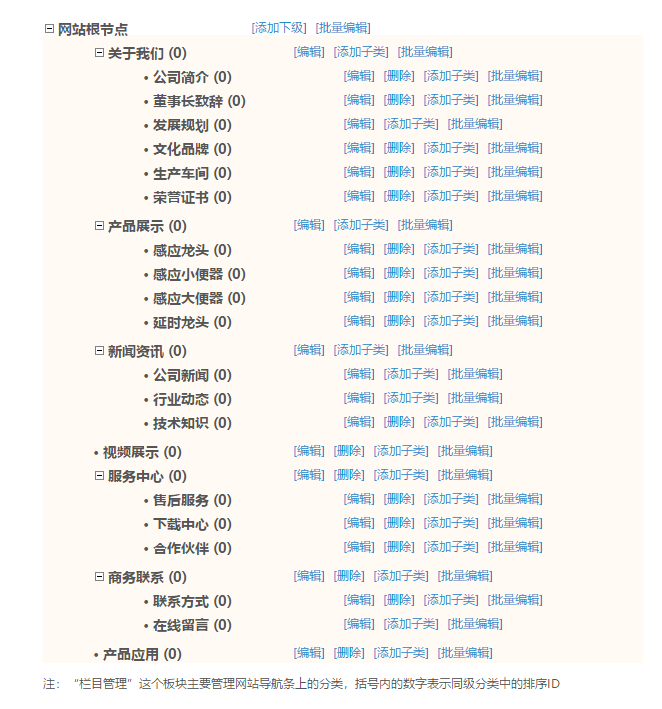 网站根节点 [添加下级] [批量编辑]
关于我们 (0) [编辑] [添加子类] [批量编辑]
• 公司简介 (0) [编辑] [删除] [添加子类] [批量编辑]
• 董事长致辞 (0) [编辑] [删除] [添加子类] [批量编辑]
• 发展规划 (0) [编辑] [添加子类] [批量编辑]
• 文化品牌 (0) [编辑] [删除] [添加子类] [批量编辑]
• 生产车间 (0) [编辑] [删除] [添加子类] [批量编辑]
• 荣誉证书 (0) [编辑] [删除] [添加子类] [批量编辑]
产品展示 (0) [编辑] [添加子类] [批量编辑]
• 感应龙头 (0) [编辑] [删除] [添加子类] [批量编辑]
• 感应小便器 (0) [编辑] [删除] [添加子类] [批量编辑]
• 感应大便器 (0) [编辑] [删除] [添加子类] [批量编辑]
• 延时龙头 (0) [编辑] [删除] [添加子类] [批量编辑]
新闻资讯 (0) [编辑] [添加子类] [批量编辑]
• 公司新闻 (0) [编辑] [添加子类] [批量编辑]
• 行业动态 (0) [编辑] [添加子类] [批量编辑]
• 技术知识 (0) [编辑] [删除] [添加子类] [批量编辑]
• 视频展示 (0) [编辑] [删除] [添加子类] [批量编辑]
服务中心 (0) [编辑] [删除] [添加子类] [批量编辑]
• 售后服务 (0) [编辑] [删除] [添加子类] [批量编辑]
• 下载中心 (0) [编辑] [删除] [添加子类] [批量编辑]
• 合作伙伴 (0) [编辑] [删除] [添加子类] [批量编辑]
商务联系 (0) [编辑] [删除] [添加子类] [批量编辑]
• 联系方式 (0) [编辑] [删除] [添加子类] [批量编辑]
• 在线留言 (0) [编辑] [添加子类] [批量编辑]
• 产品应用 (0) [编辑] [删除] [添加子类] [批量编辑]
注：“栏目管理”这个板块主要管理网站导航条上的分类，括号内的数字表示同级分类中的排序ID